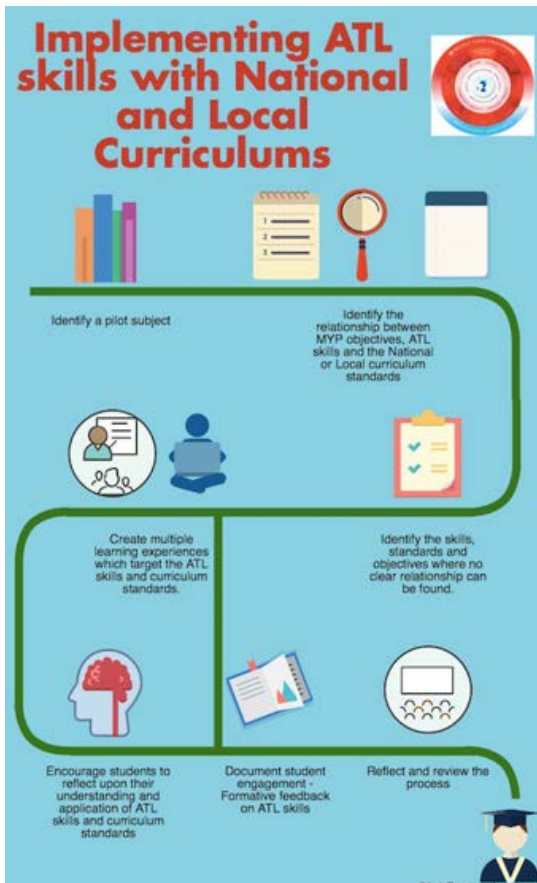 Implementing ATL
skills with National
and Local
Curriculums
1
2
3
Identify a pilot subject
Identify the
relationship between
MYP objectives, ATL
skills and the National
or Local curriculum
standards
Create multiple
learning experiences
which target the ATL
skills and curriculum
standards.
Identify the skills,
standards and
objectives where no
clear relationship can
be found.
Encourage students to
reflect upon their
understanding and
application of ATL
skills and curriculum
standards
Document student
engagement -
Formative feedback
on ATL skills
Reflect and review the
process